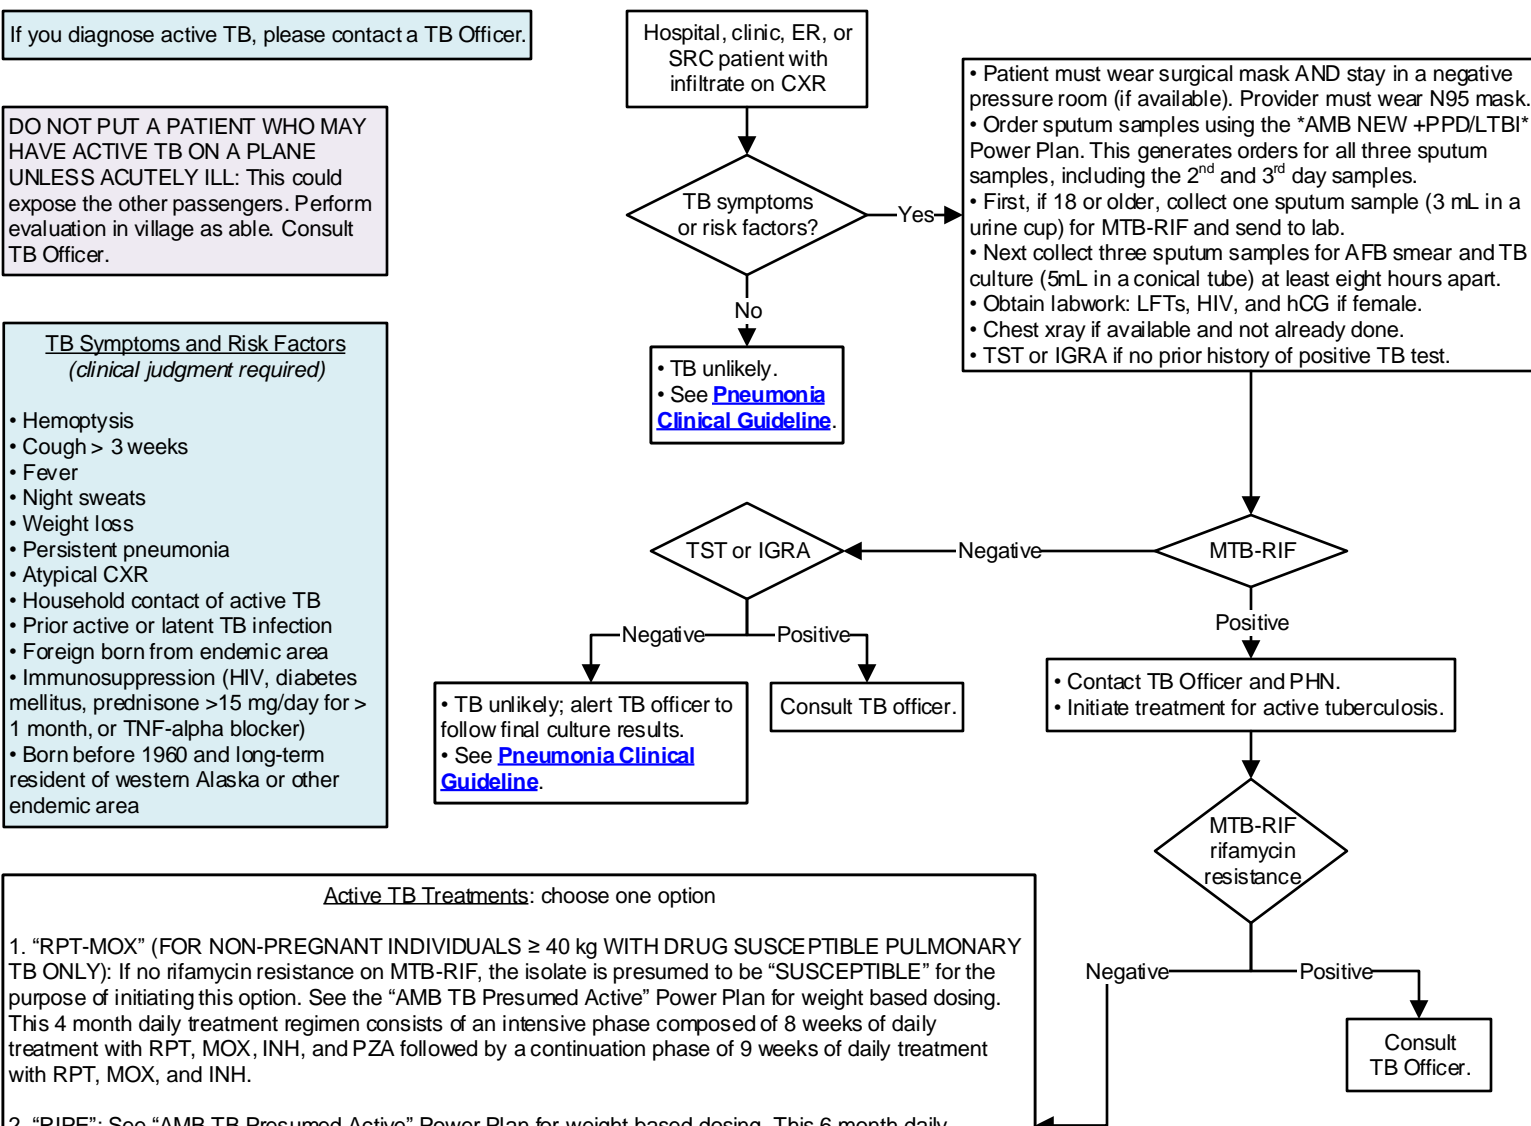 If you diagnose active TB, please contact a TB Officer.
DO NOT PUT A PATIENT WHO MAY
HAVE ACTIVE TB ON A PLANE
UNLESS ACUTELY ILL: This could
expose the other passengers. Perform
evaluation in village as able. Consult
TB Officer.
TB Symptoms and Risk Factors
(clinical judgment required)
• Hemoptysis
• Cough > 3 weeks
• Fever
• Night sweats
• Weight loss
• Persistent pneumonia
• Atypical CXR
• Household contact of active TB
• Prior active or latent TB infection
• Foreign born from endemic area
• Immunosuppression (HIV, diabetes
mellitus, prednisone >15 mg/day for >
1 month, or TNF-alpha blocker)
• Born before 1960 and long-term
resident of western Alaska or other
endemic area
Hospital, clinic, ER, or
SRC patient with
infiltrate on CXR
TB symptoms
or risk factors?
Yes
No
• TB unlikely.
• See Pneumonia
Clinical Guideline.
• Patient must wear surgical mask AND stay in a negative
pressure room (if available). Provider must wear N95 mask.
• Order sputum samples using the *AMB NEW +PPD/LTBI*
Power Plan. This generates orders for all three sputum
samples, including the 2nd and 3rd day samples.
• First, if 18 or older, collect one sputum sample (3 mL in a
urine cup) for MTB-RIF and send to lab.
• Next collect three sputum samples for AFB smear and TB
culture (5mL in a conical tube) at least eight hours apart.
• Obtain labwork: LFTs, HIV, and hCG if female.
• Chest xray if available and not already done.
• TST or IGRA if no prior history of positive TB test.
MTB-RIF
Negative
TST or IGRA
Negative
Positive
• TB unlikely; alert TB officer to
follow final culture results.
• See Pneumonia Clinical
Guideline.
Consult TB officer.
Positive
• Contact TB Officer and PHN.
• Initiate treatment for active tuberculosis.
MTB-RIF
rifamycin
resistance
Negative
Positive
Consult
TB Officer.
Active TB Treatments: choose one option
1. “RPT-MOX” (FOR NON-PREGNANT INDIVIDUALS ≥ 40 kg WITH DRUG SUSCEPTIBLE PULMONARY
TB ONLY): If no rifamycin resistance on MTB-RIF, the isolate is presumed to be “SUSCEPTIBLE” for the
purpose of initiating this option. See the “AMB TB Presumed Active” Power Plan for weight based dosing.
This 4 month daily treatment regimen consists of an intensive phase composed of 8 weeks of daily
treatment with RPT, MOX, INH, and PZA followed by a continuation phase of 9 weeks of daily treatment
with RPT, MOX, and INH.
2. “RIPE”: See “AMB TB Presumed Active” Power Plan for weight based dosing. This 6 month daily